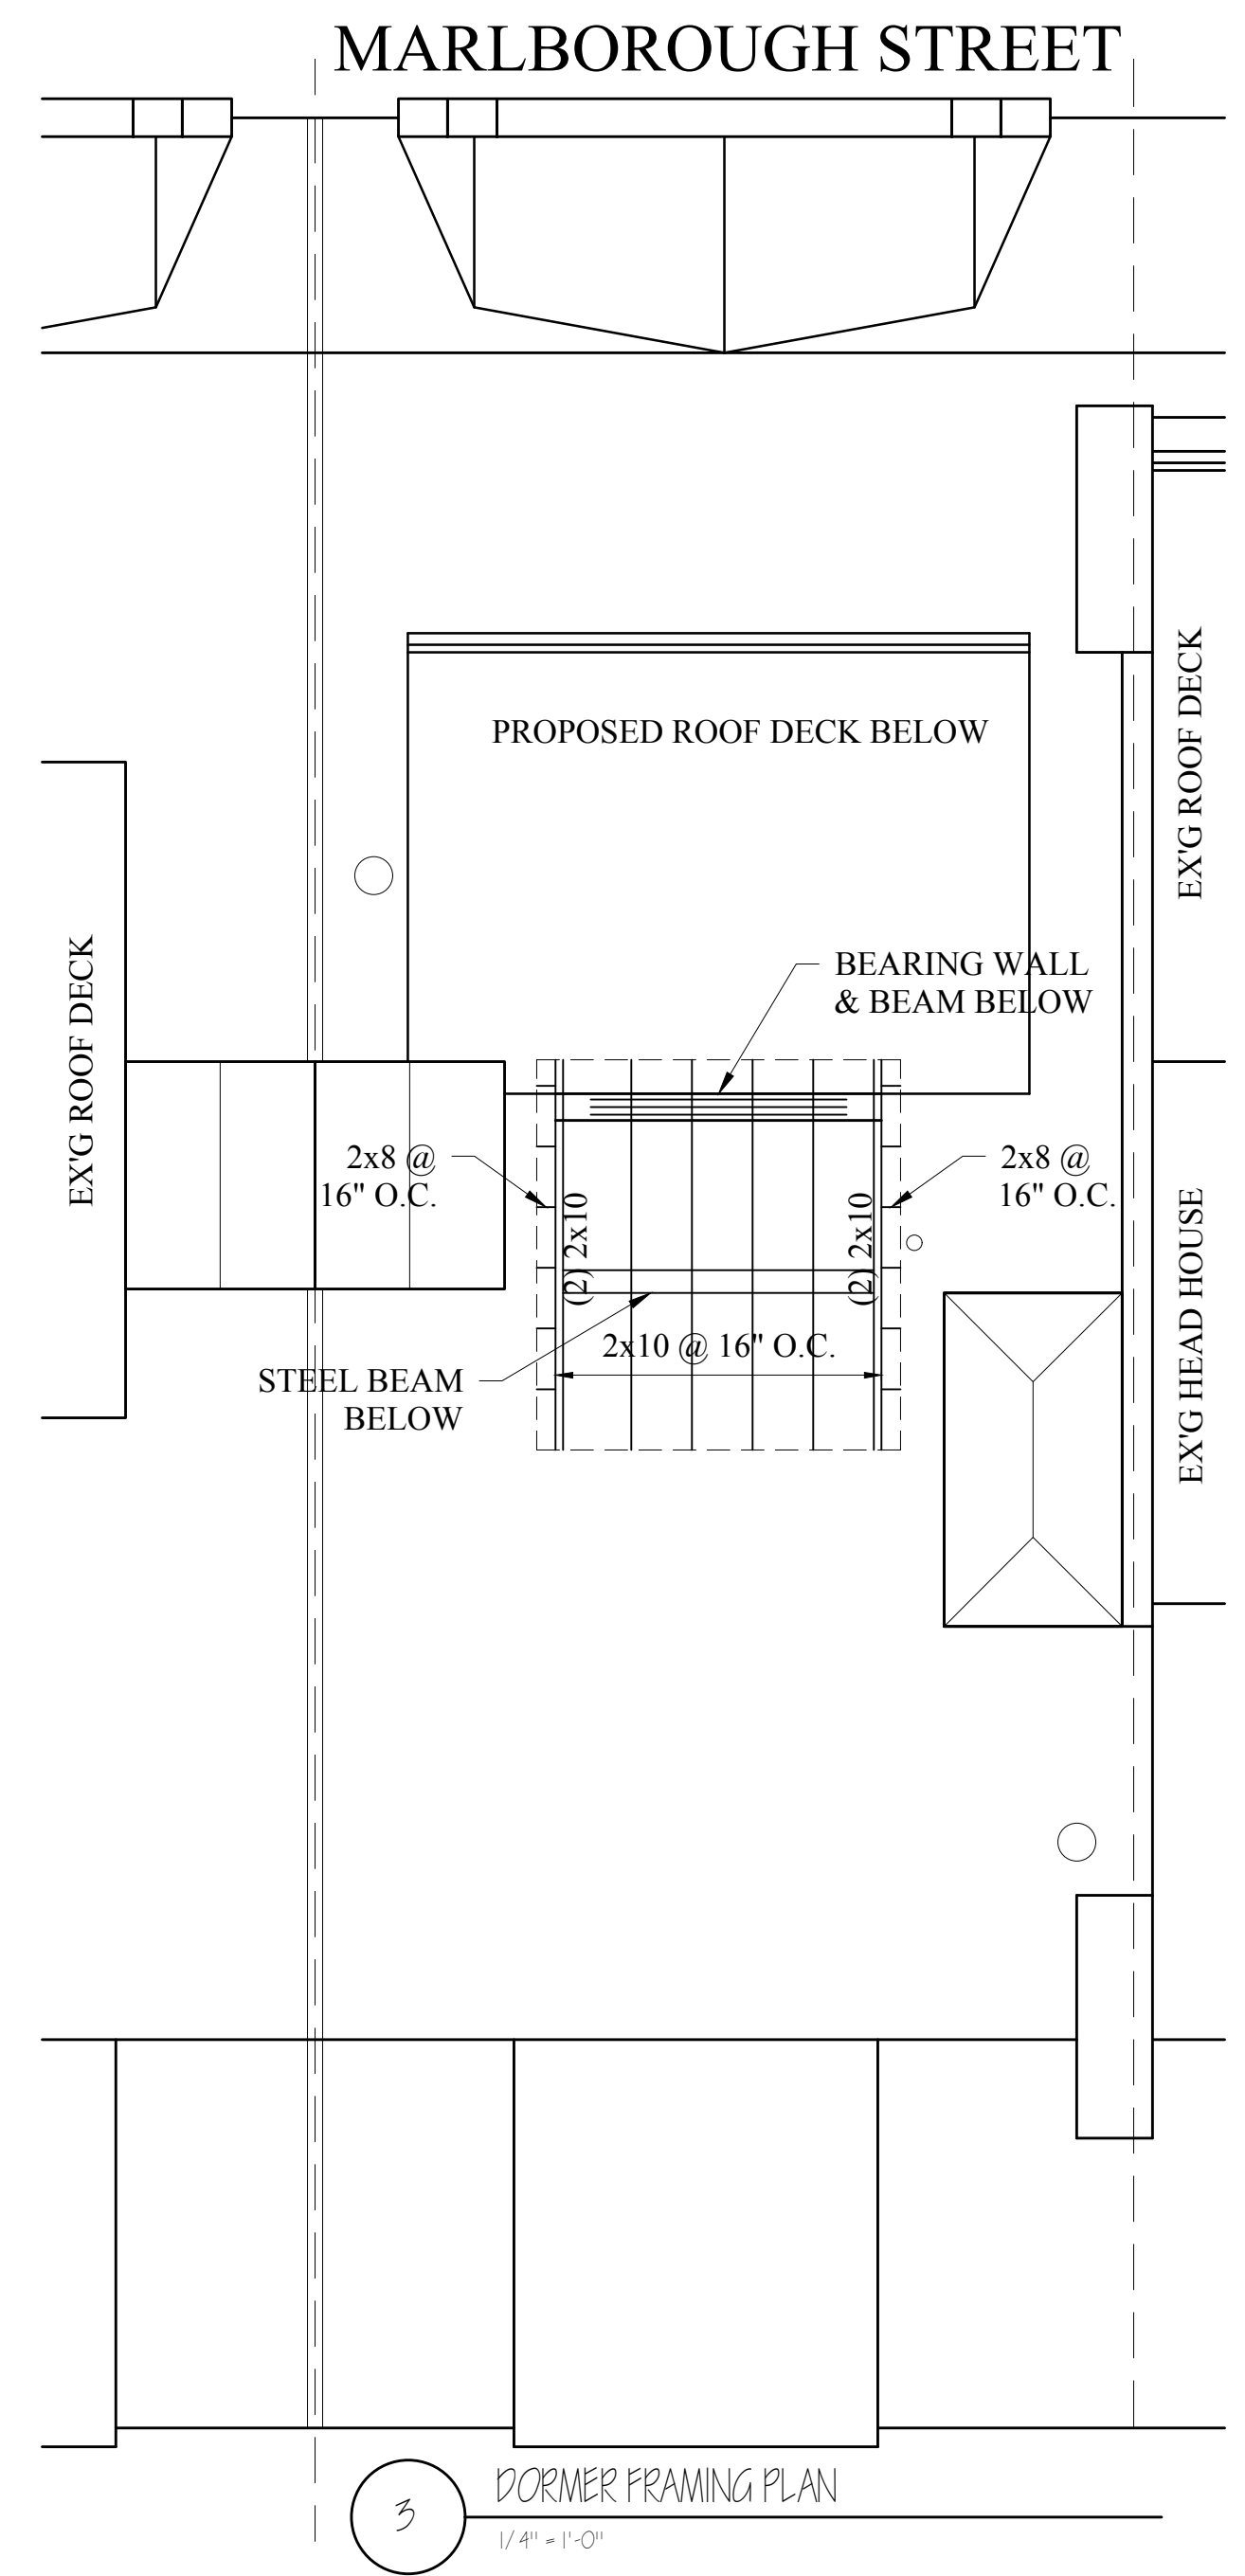 MARLBOROUGH STREET
EX'G ROOF DECK
PROPOSED ROOF DECK BELOW
EX'G ROOF DECK
BEARING WALL
& BEAM BELOW
2x8 @
16" O.C.
2x8 @
16" O.C.
(2) 2x10
(2) 2x10
2x10 @ 16" O.C.
STEEL BEAM
BELOW
EX'G HEAD HOUSE
3
DORMER FRAMING PLAN
1/4" = 1'-0"